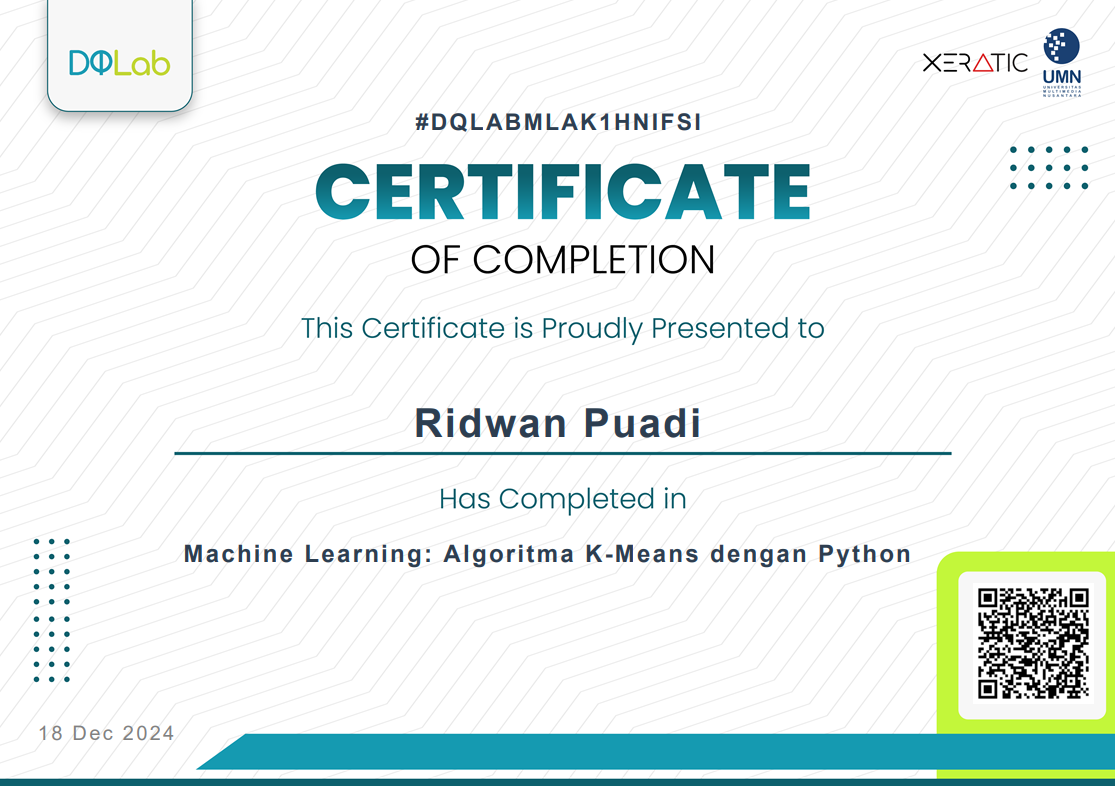 DQLab
XERATIC
UMN
UNIVERSITAS
MULTIMEDIA
NUSANTARA
#DQLABMLAK1HNIFSI
CERTIFICATE
OF COMPLETION
This Certificate is Proudly Presented to
Ridwan Puadi
Has Completed in
Machine Learning: Algoritma K-Means dengan Python
18 Dec 2024